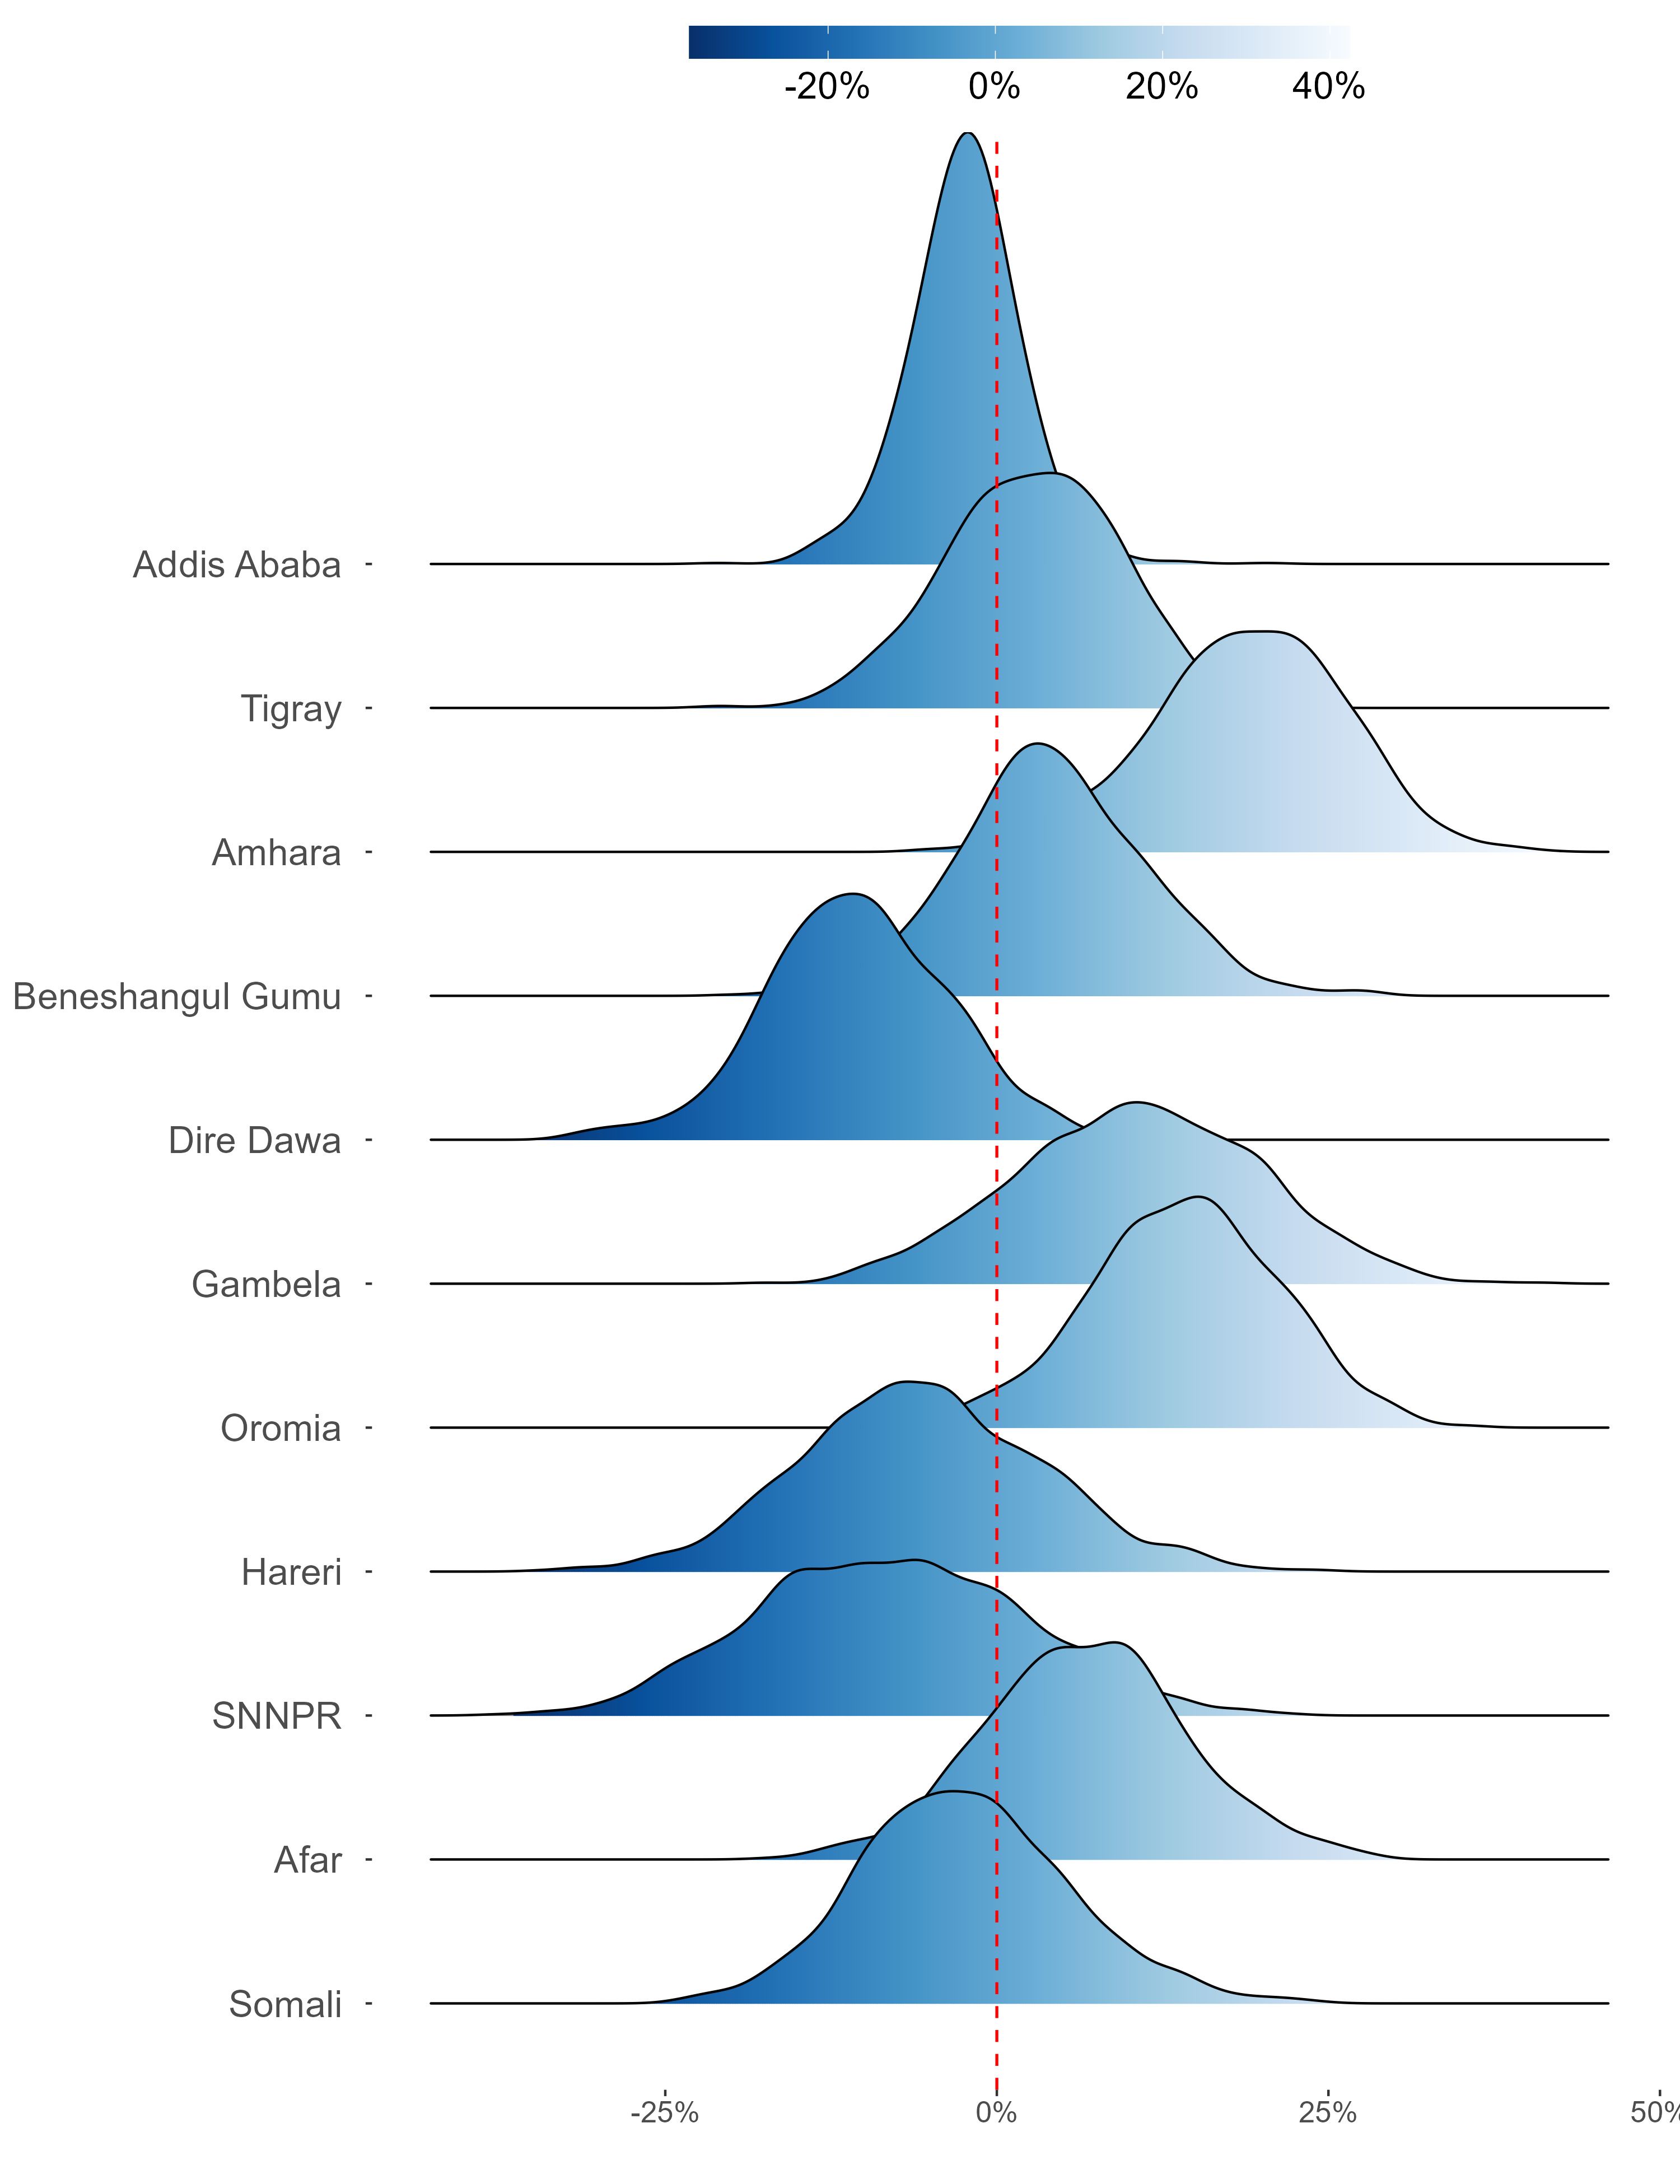 -20% 0% 20% 40%
Addis Ababa
Tigray
Amhara
Beneshangul Gumu
Dire Dawa
Gambela
Oromia
Hareri
SNNPR
Afar
Somali
-25% 0% 25% 50%